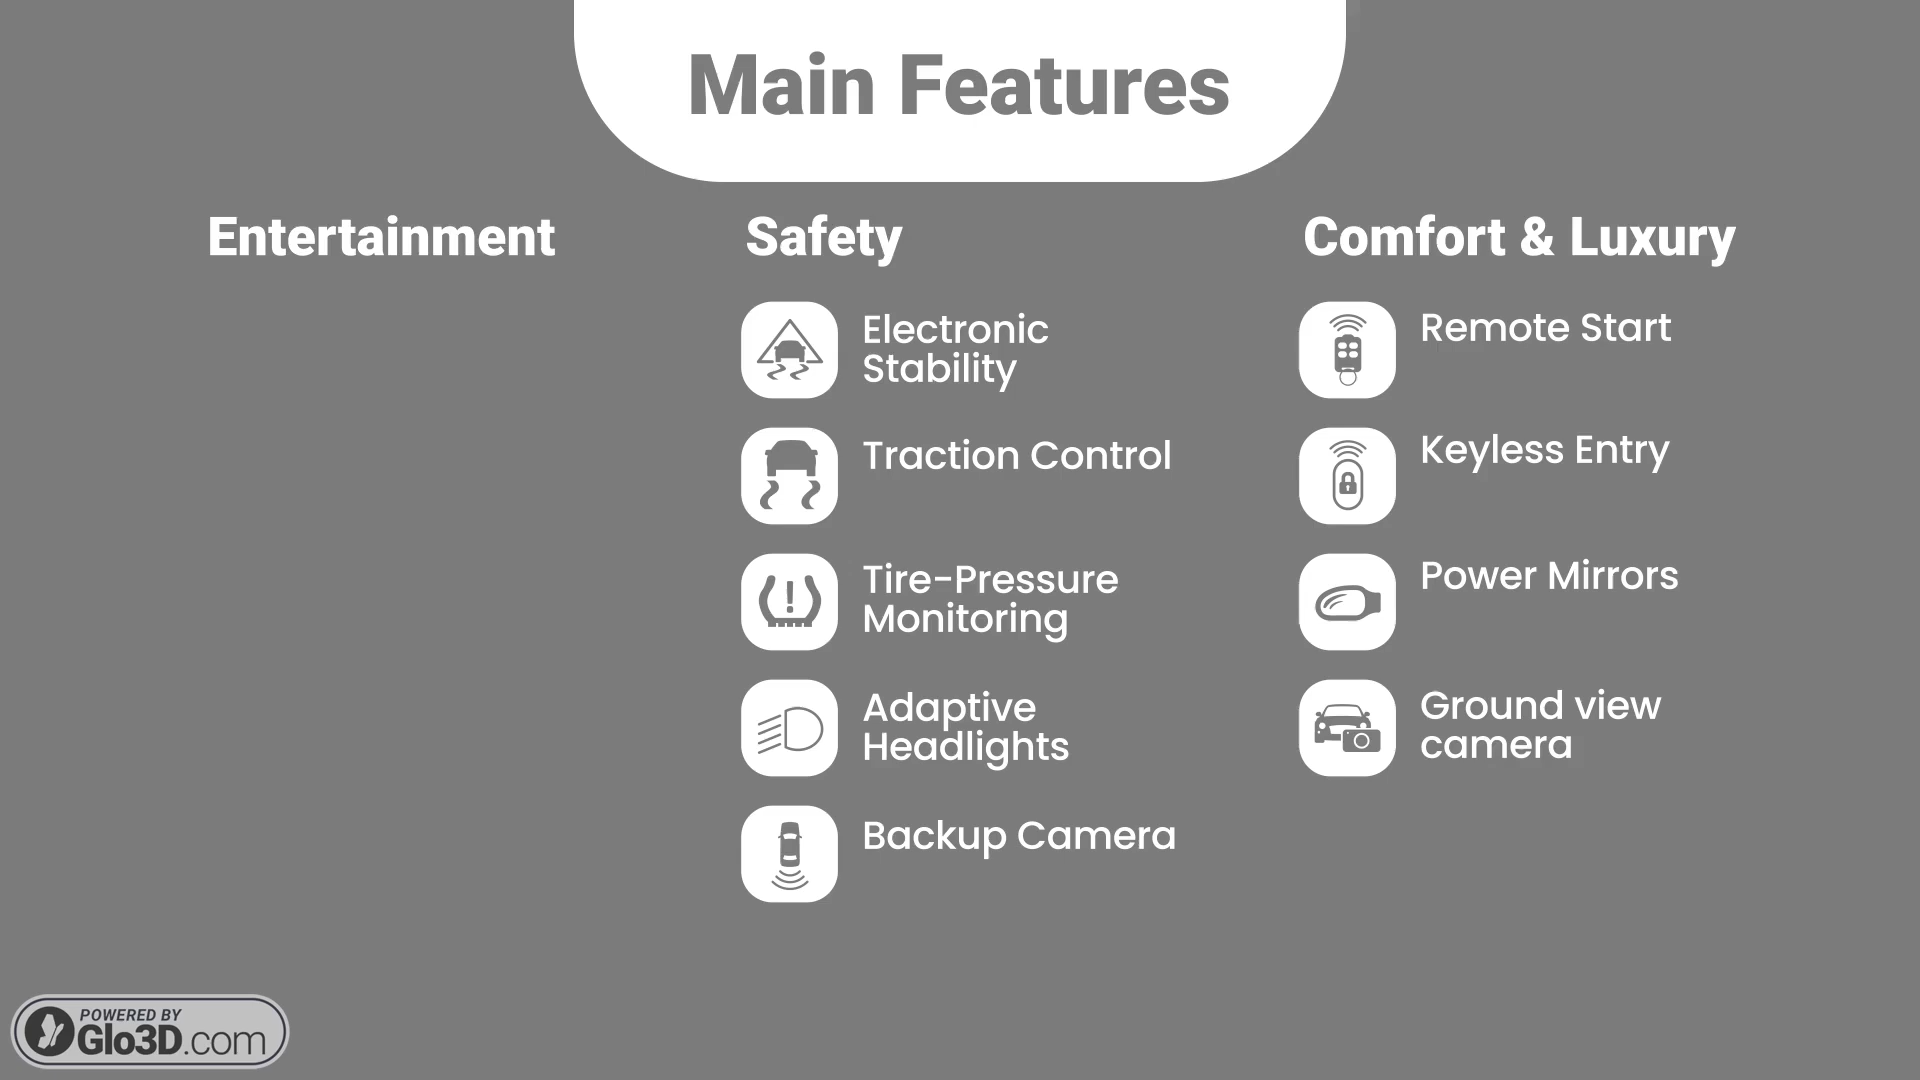 Main Features
Entertainment
Safety
Electronic
Stability
Traction Control
Tire-Pressure
Monitoring
Adaptive
Headlights
Backup Camera
Comfort & Luxury
Remote Start
Keyless Entry
Power Mirrors
Ground view
camera
POWERED BY
Glo3D.com